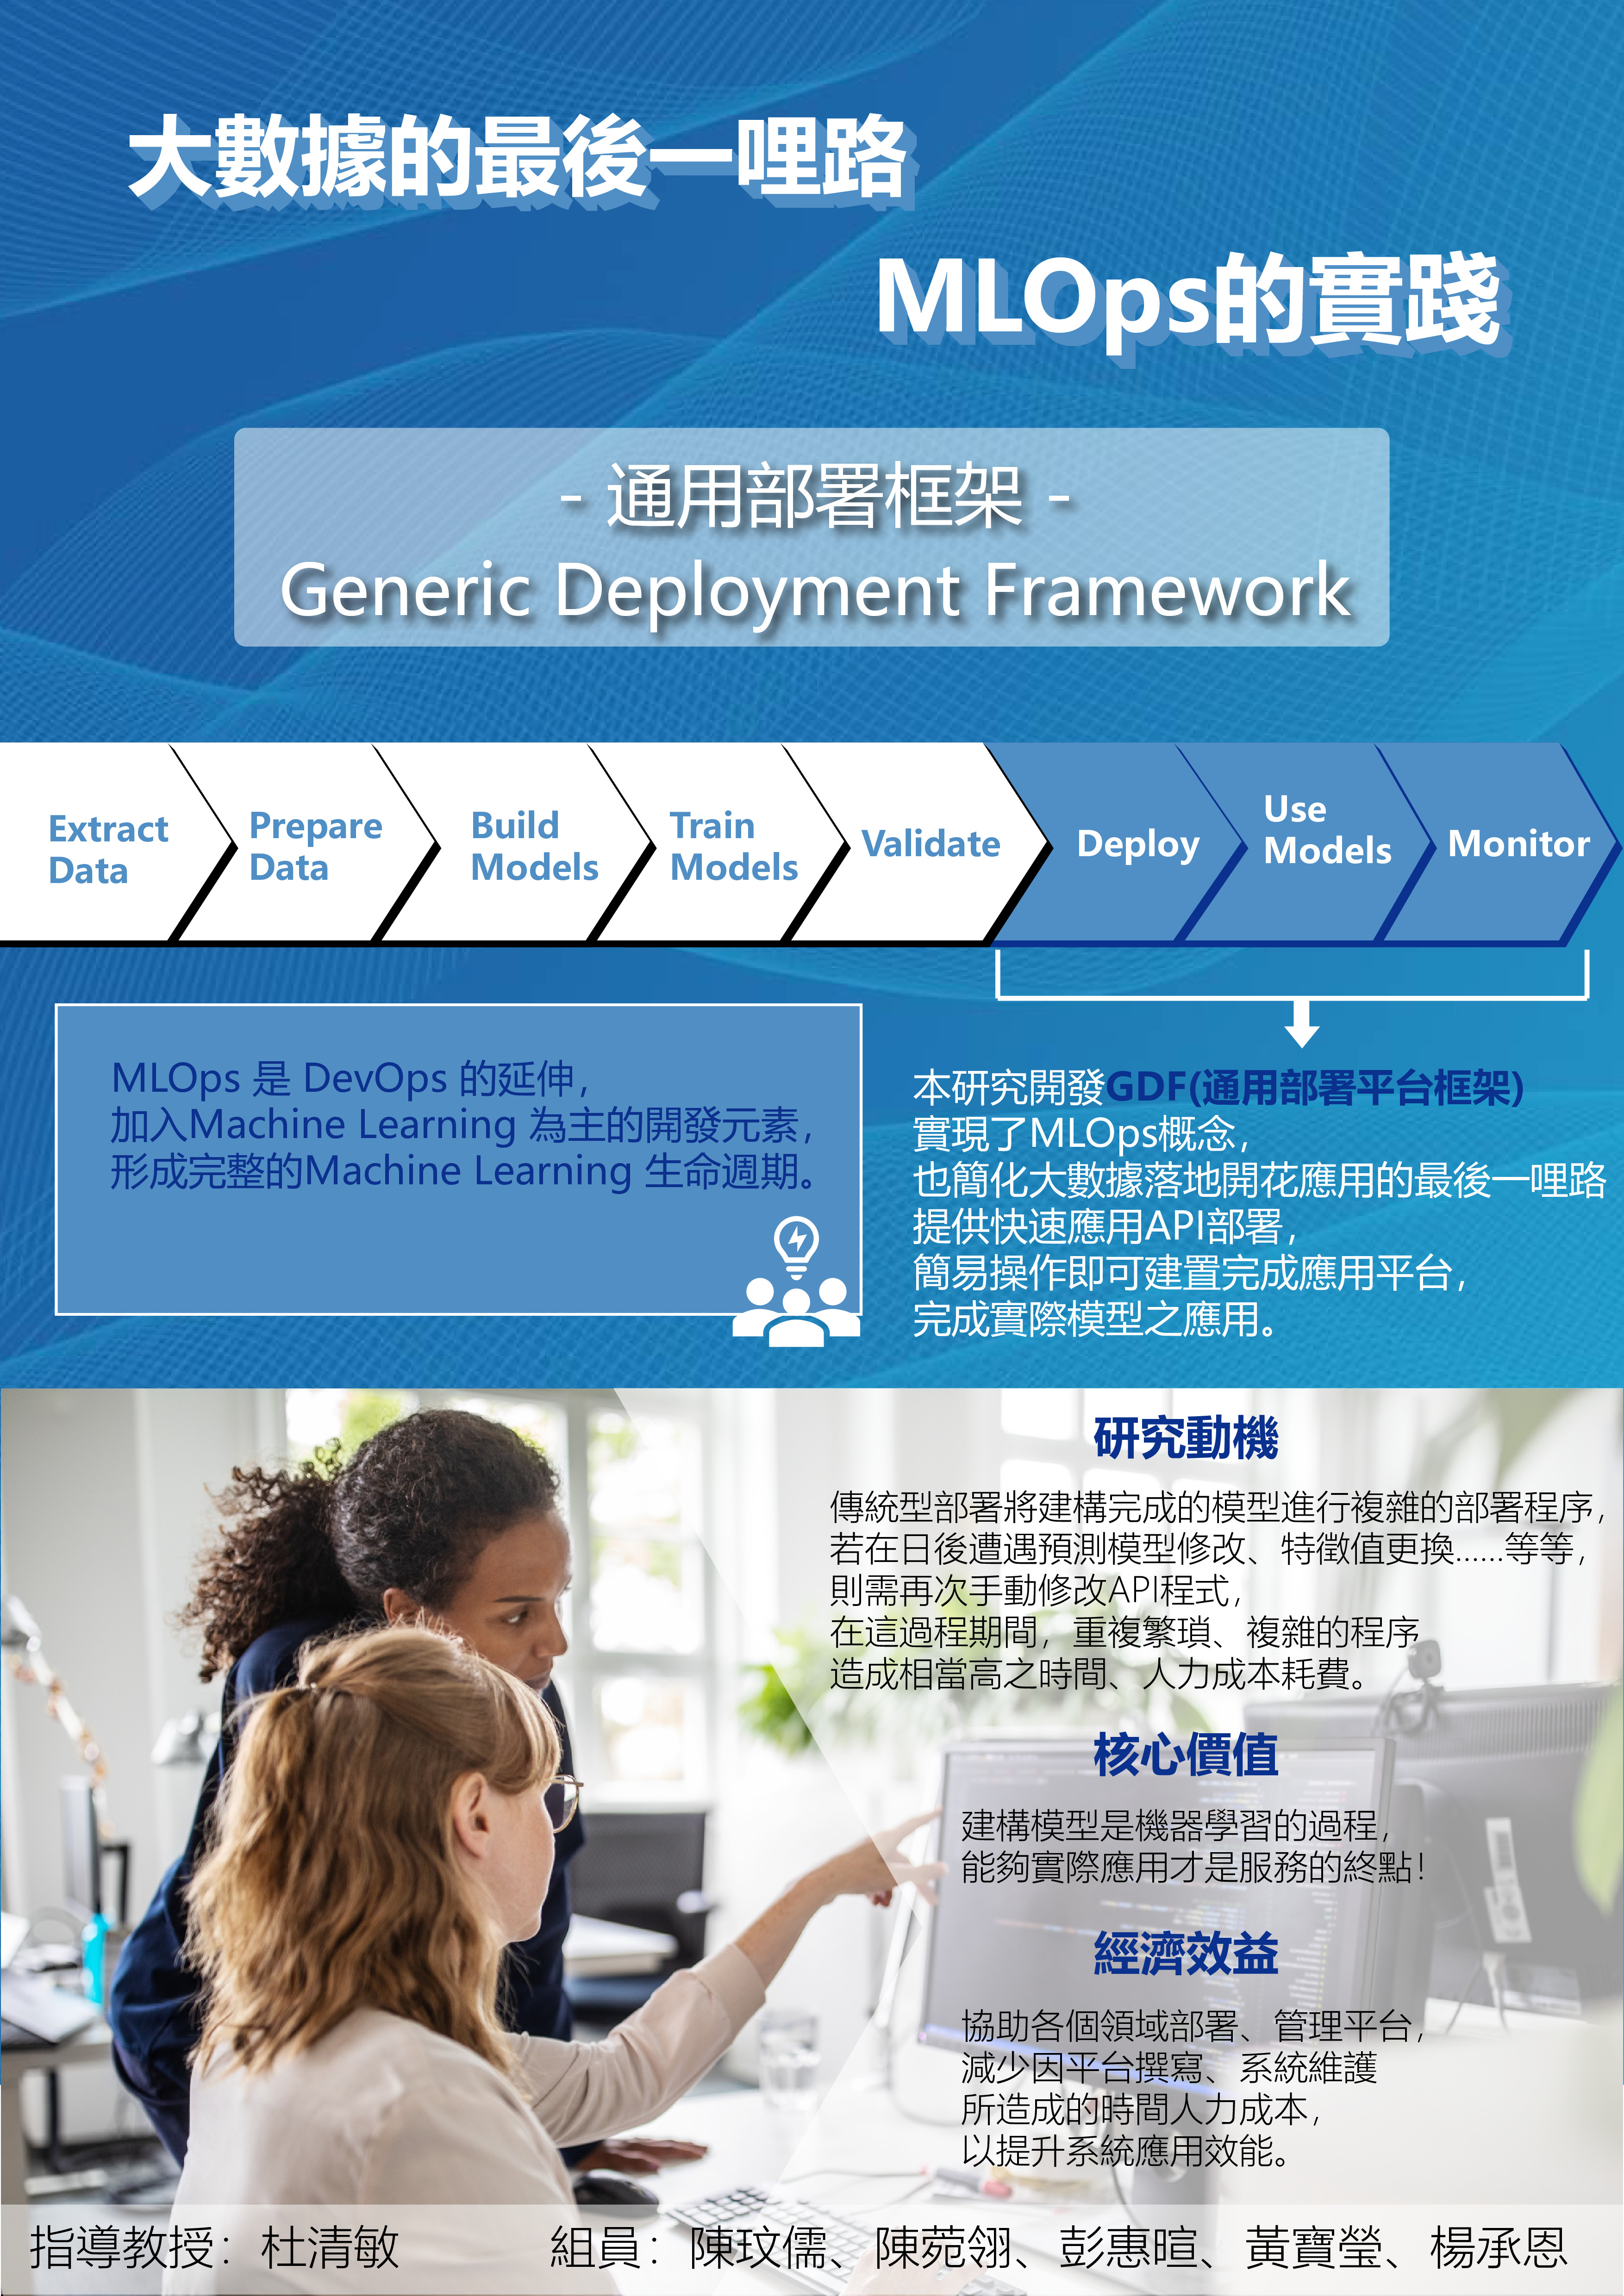 大數據的最後一哩路
MLOps的實踐
- 通用部署框架 -
Generic Deployment Framework
Extract
Data
Prepare
Data
Build
Models
Train
Models
Validate
Deploy
Use
Models
Monitor
MLOps 是 DevOps 的延伸，
加入Machine Learning 為主的開發元素，
形成完整的Machine Learning 生命週期。
本研究開發GDF(通用部署平台框架)
實現了MLOps概念，
也簡化大數據落地開花應用的最後一哩路
提供快速應用API部署，
簡易操作即可建置完成應用平台，
完成實際模型之應用。
研究動機
傳統型部署將建構完成的模型進行複雜的部署程序，
若在日後遭遇預測模型修改、特徵值更換......等等，
則需再次手動修改API程式，
在這過程期間，重複繁瑣、複雜的程序
造成相當高之時間、人力成本耗費。
核心價值
建構模型是機器學習的過程，
能夠實際應用才是服務的終點！
經濟效益
協助各個領域部署、管理平台，
減少因平台撰寫、系統維護
所造成的時間人力成本，
以提升系統應用效能。
指導教授：杜清敏
組員：陳玟儒、陳菀翎、彭惠暄、黃寶瑩、楊承恩